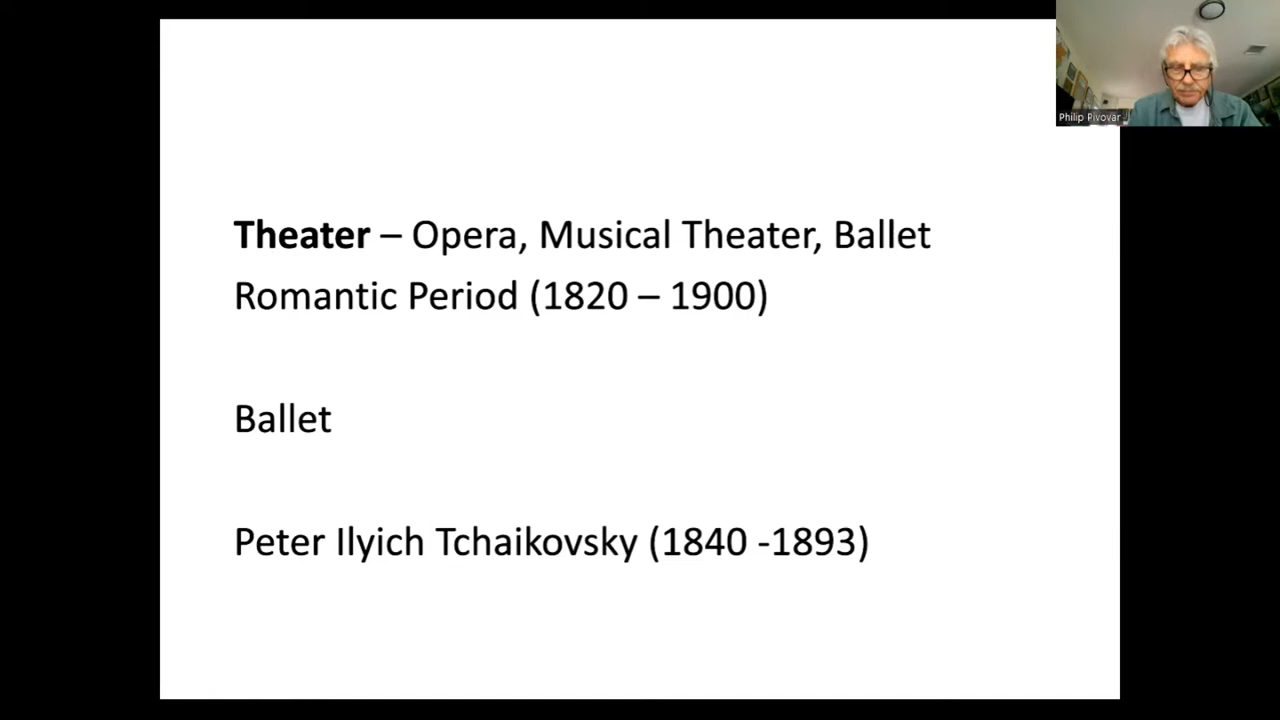 Philip Pivovar
Theater – Opera, Musical Theater, Ballet
Romantic Period (1820 – 1900)
Ballet
Peter Ilyich Tchaikovsky (1840 -1893)